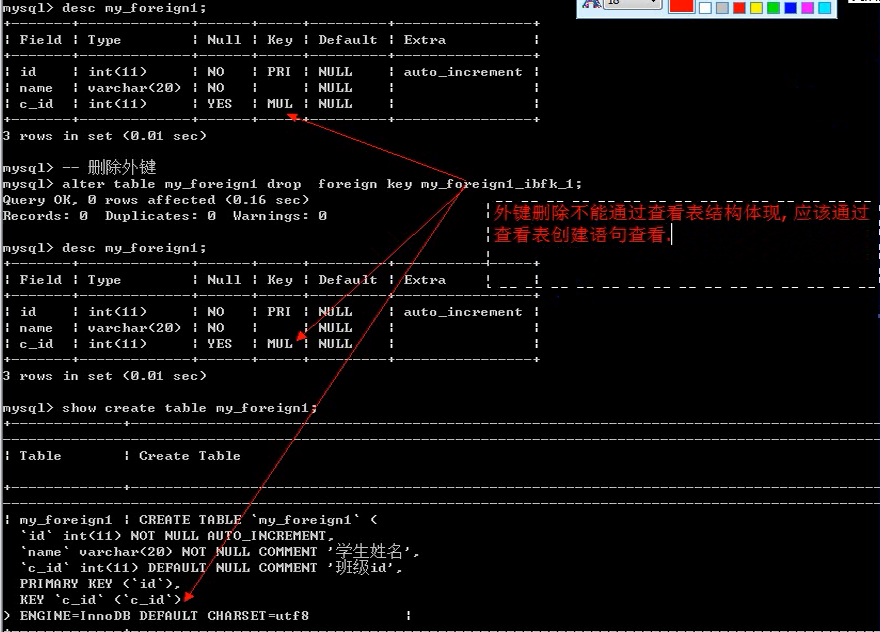 mysql> desc my_foreign1;
| Field | Type | Null | Key | Default | Extra |
| id | int(11) | NO | PRI | NULL | auto_increment |
| name | varchar(20) | NO | | NULL | |
| c_id | int(11) | YES | MUL | NULL | |
3 rows in set (0.01 sec)
mysql> -- 删除外键
mysql> alter table my_foreign1 drop  foreign key my_foreign1_ibfk_1;
Query OK, 0 rows affected (0.16 sec)
Records: 0  Duplicates: 0  Warnings: 0
外键删除不能通过查看表结构体现, 应该通过
查看表创建语句查看.
mysql> desc my_foreign1;
| Field | Type | Null | Key | Default | Extra |
| id | int(11) | NO | PRI | NULL | auto_increment |
| name | varchar(20) | NO | | NULL | |
| c_id | int(11) | YES | MUL | NULL | |
3 rows in set (0.01 sec)
mysql> show create table my_foreign1;
| Table | Create Table
| my_foreign1 | CREATE TABLE `my_foreign1` (
`id` int(11) NOT NULL AUTO_INCREMENT,
`name` varchar(20) NOT NULL COMMENT '学生姓名',
`c_id` int(11) DEFAULT NULL COMMENT '班级id',
PRIMARY KEY (`id`),
KEY `c_id` (`c_id`)
) ENGINE=InnoDB DEFAULT CHARSET=utf8 |